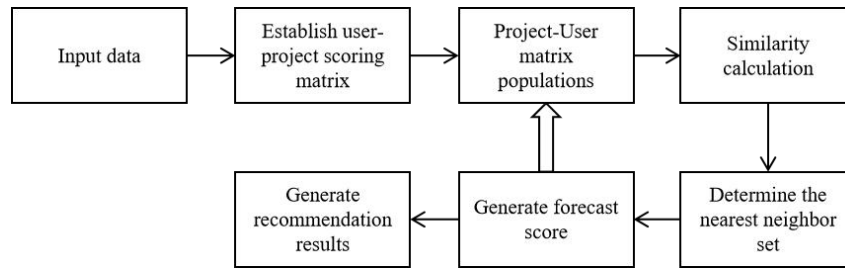 Input data
Establish user-
project scoring
matrix
Project-User
matrix
populations
Similarity
calculation
Generate
recommendation
results
Generate forecast
score
Determine the
nearest neighbor
set